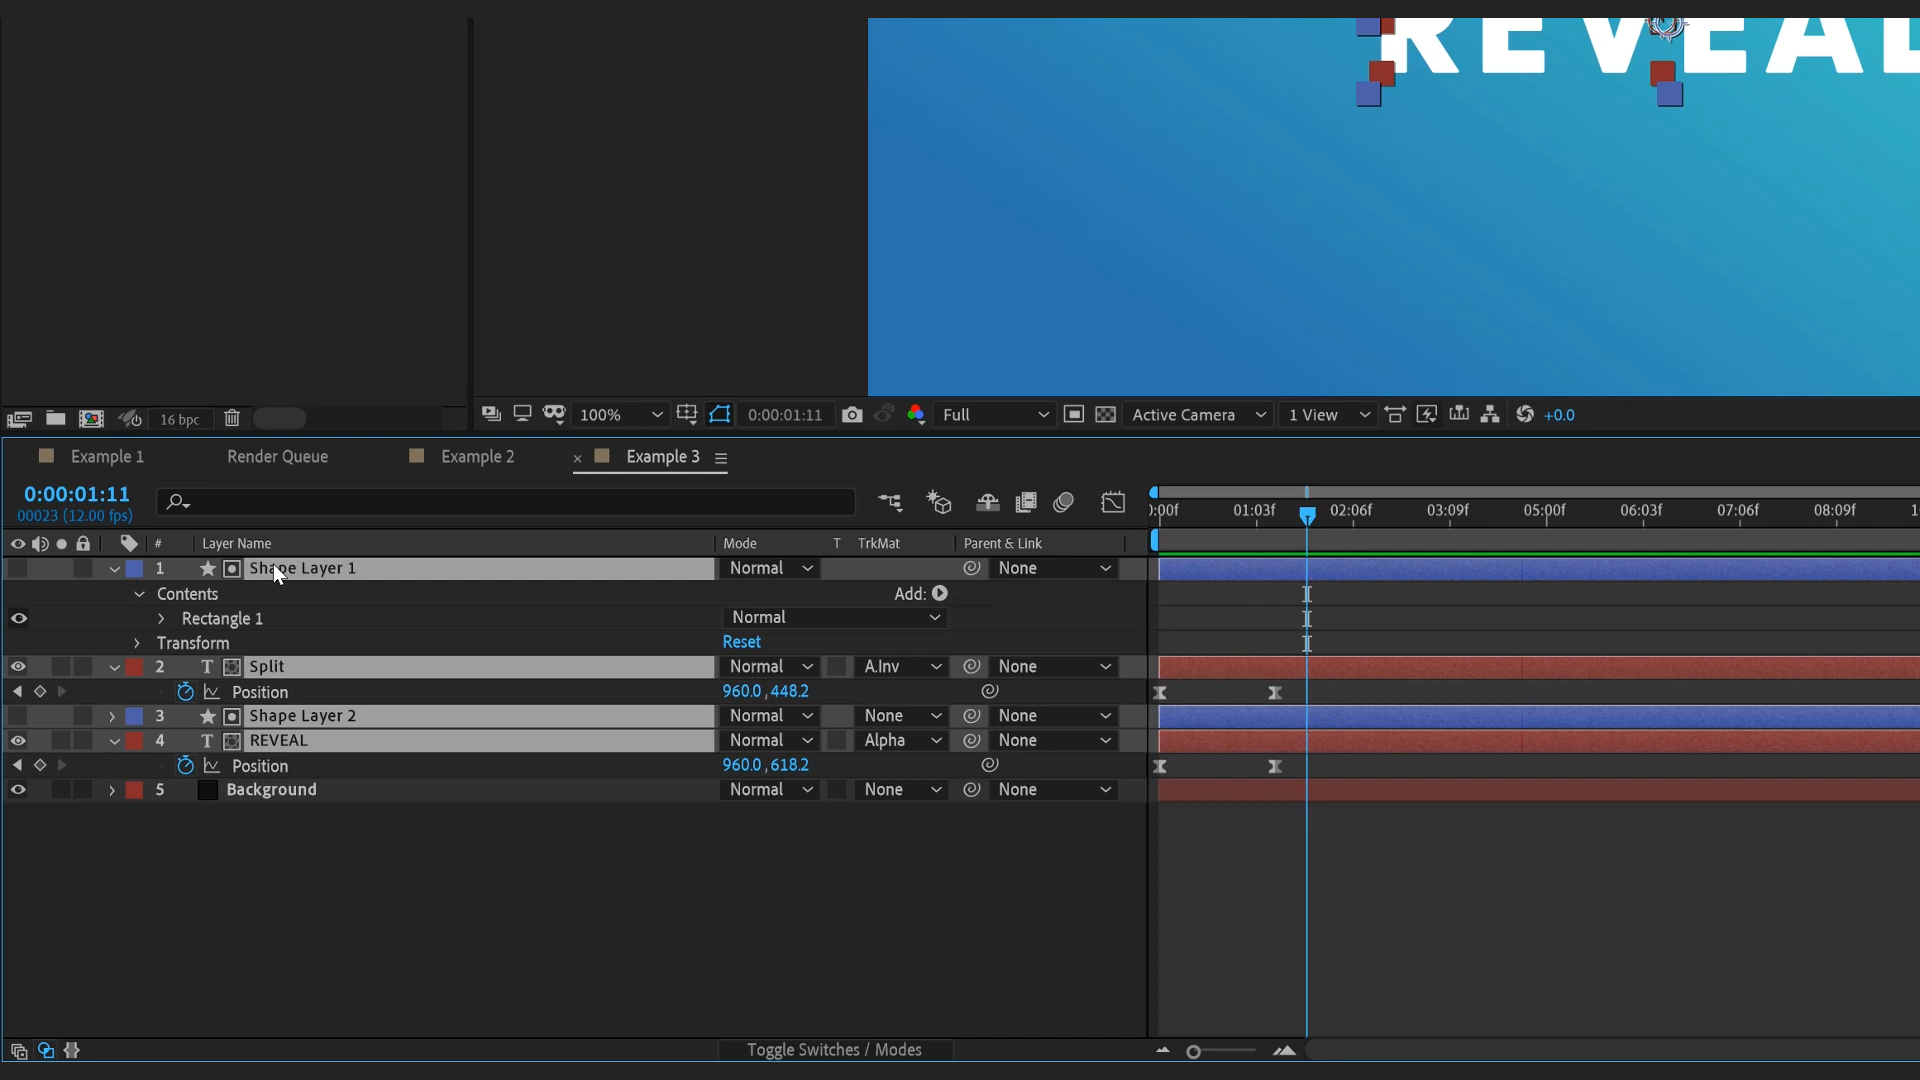 REVEAL
16 bpc
100%
0:00:01:11
Full
Active Camera
1 View
+0.0
Example 1
Render Queue
Example 2
× Example 3
0:00:01:11
00023 (12.00 fps)
:00f 01:03f 02:06f 03:09f 05:00f 06:03f 07:06f 08:09f
# Layer Name Mode T TrkMat Parent & Link
1 Shape Layer 1 Normal None
Contents Add:
Rectangle 1 Normal
Transform Reset
2 T Split Normal A.Inv None
Position 960.0, 448.2
3 Shape Layer 2 Normal None None
4 T REVEAL Normal Alpha None
Position 960.0, 618.2
5 Background Normal None None
Toggle Switches / Modes